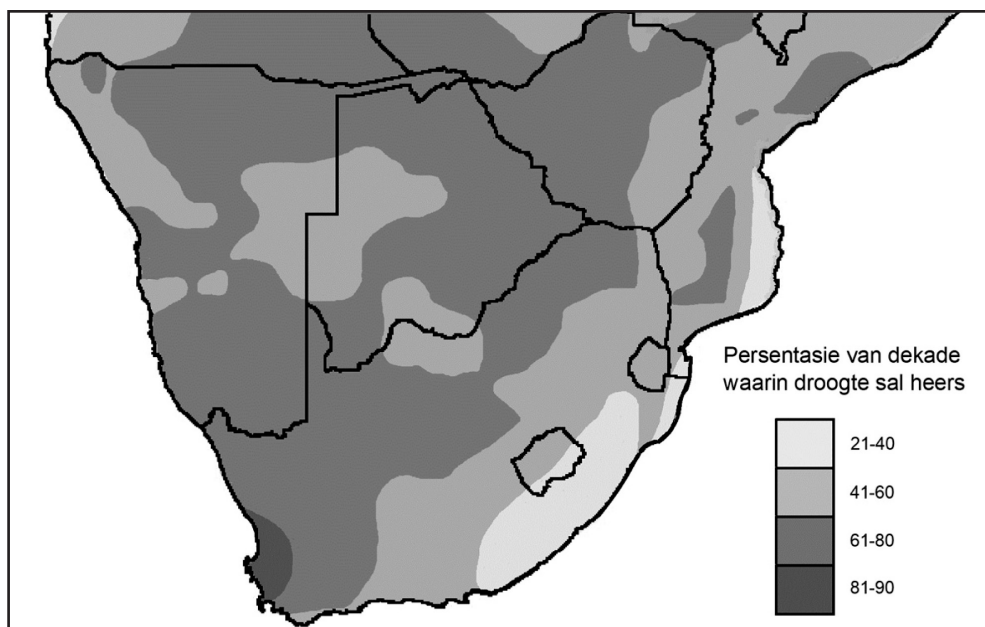 Persentasie van dekade
waarin droogte sal heers
21-40
41-60
61-80
81-90